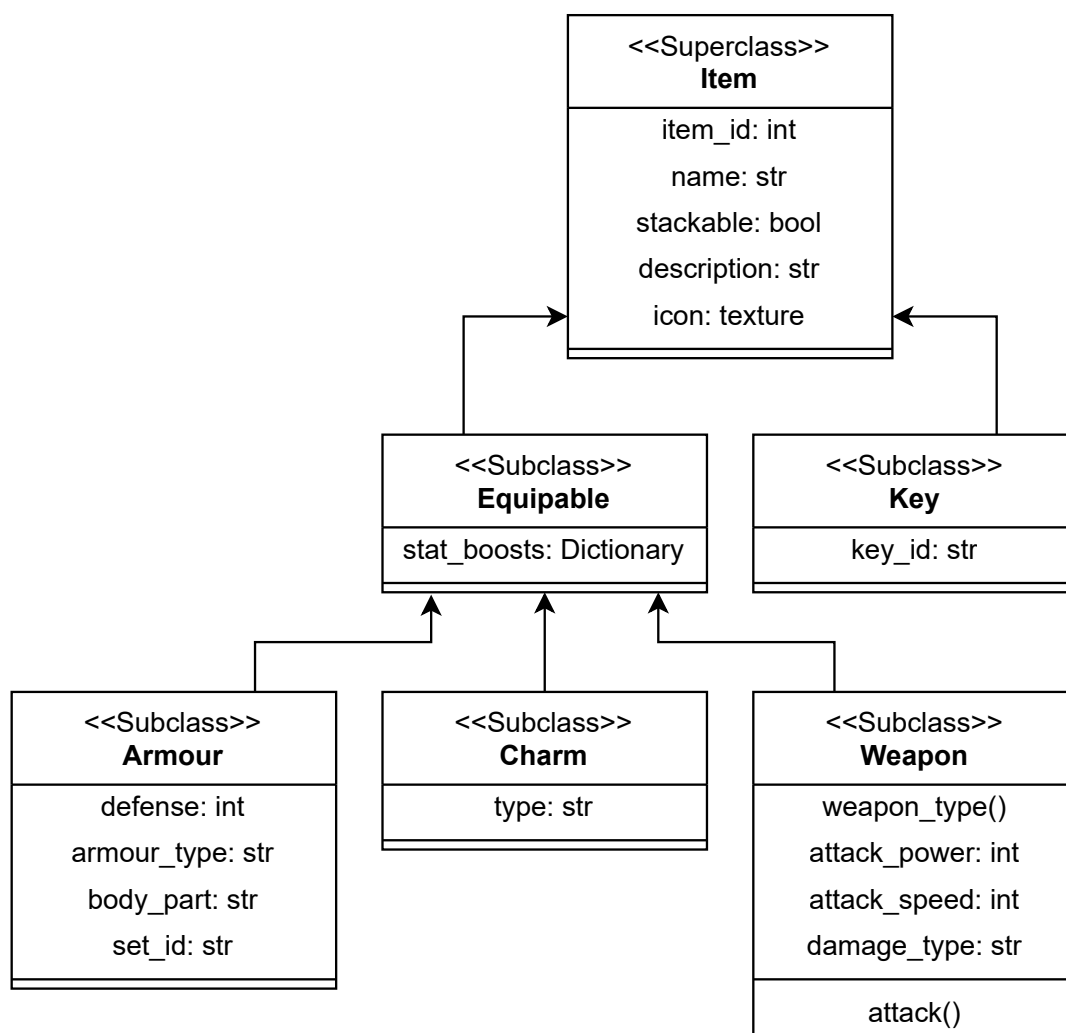 <<Superclass>>
Item
item_id: int
name: str
stackable: bool
description: str
icon: texture
<<Subclass>>
Equipable
stat_boosts: Dictionary
<<Subclass>>
Key
key_id: str
<<Subclass>>
Armour
defense: int
armour_type: str
body_part: str
set_id: str
<<Subclass>>
Charm
type: str
<<Subclass>>
Weapon
weapon_type()
attack_power: int
attack_speed: int
damage_type: str
attack()